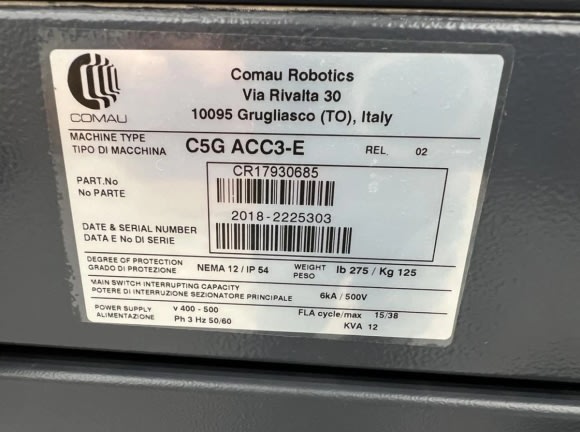 COMAU
Comau Robotics
Via Rivalta 30
10095 Grugliasco (TO), Italy
MACHINE TYPE
TIPO DI MACCHINA C5G ACC3-E REL. 02
PART.No
No PARTE
CR17930685
DATE & SERIAL NUMBER
DATA E No DI SERIE
2018-2225303
DEGREE OF PROTECTION
GRADO DI PROTEZIONE NEMA 12 / IP 54 WEIGHT
PESO lb 275 / Kg 125
MAIN SWITCH INTERRUPTING CAPACITY
POTERE DI INTERRUZIONE SEZIONATORE PRINCIPALE 6kA / 500V
POWER SUPPLY
ALIMENTAZIONE v 400 - 500
Ph 3 Hz 50/60
FLA cycle/max 15/38
KVA 12